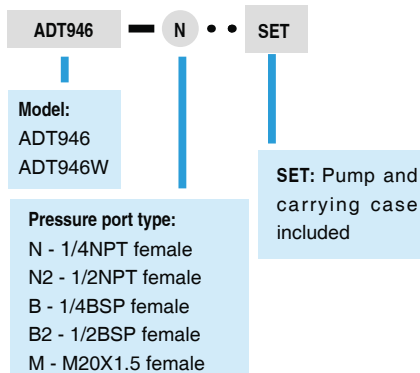 ADT946 — N • • SET
Model:
ADT946
ADT946W
Pressure port type:
N - 1/4NPT female
N2 - 1/2NPT female
B - 1/4BSP female
B2 - 1/2BSP female
M - M20X1.5 female
SET: Pump and
carrying case
included